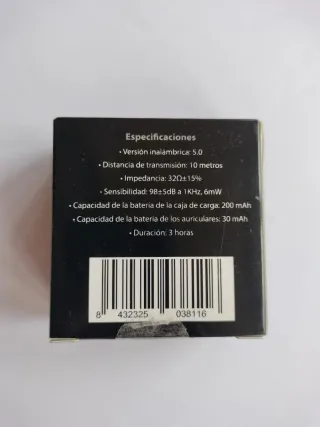 Especificaciones
• Versión inalámbrica: 5.0
• Distancia de transmisión: 10 metros
• Impedancia: 32Ω±15%
• Sensibilidad: 98±5dB a 1KHz, 6mW
• Capacidad de la batería de la caja de carga: 200 mAh
• Capacidad de la batería de los auriculares: 30 mAh
• Duración: 3 horas
8 432325 038116